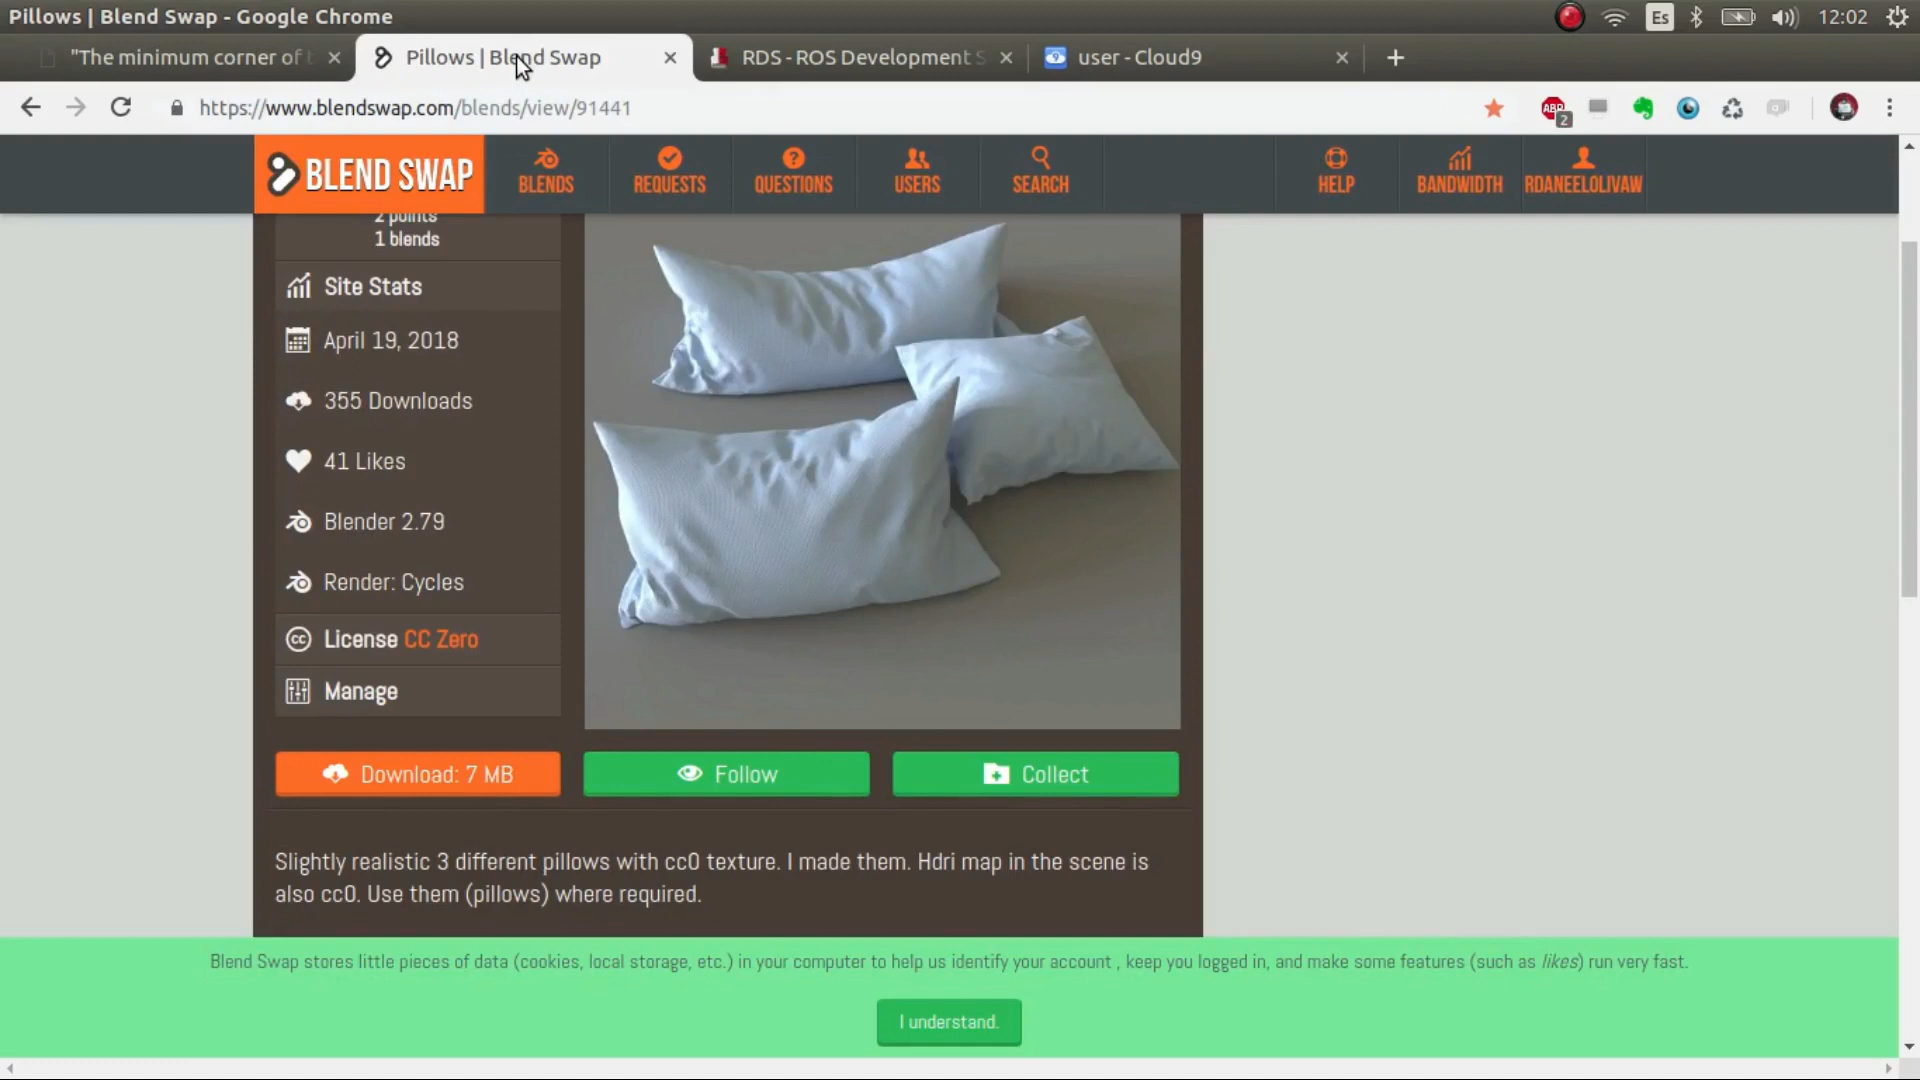 Pillows | Blend Swap - Google Chrome
Es
12:02
"The minimum corner of t
Pillows | Blend Swap
RDS - ROS Development S
user - Cloud9
https://www.blendswap.com/blends/view/91441
ABP
2
BLEND SWAP
BLENDS
REQUESTS
QUESTIONS
USERS
SEARCH
HELP
BANDWIDTH
RDANEELOLIVAW
2 points
1 blends
Site Stats
April 19, 2018
355 Downloads
41 Likes
Blender 2.79
Render: Cycles
License CC Zero
Manage
Download: 7 MB
Follow
Collect
Slightly realistic 3 different pillows with cc0 texture. I made them. Hdri map in the scene is
also cc0. Use them (pillows) where required.
Blend Swap stores little pieces of data (cookies, local storage, etc.) in your computer to help us identify your account , keep you logged in, and make some features (such as likes) run very fast.
I understand.